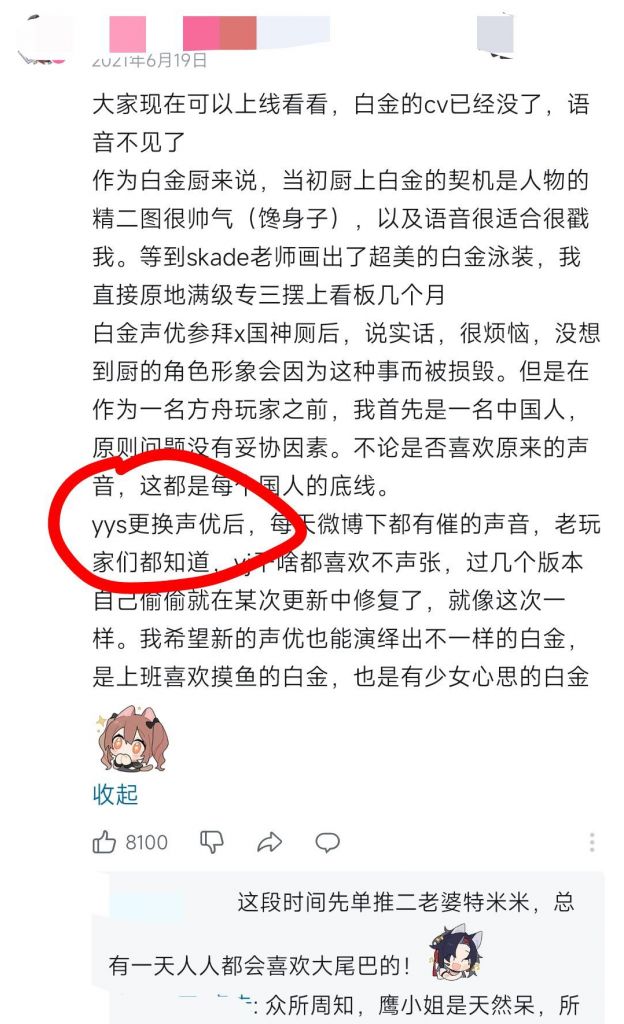 2021年6月19日
大家现在可以上线看看，白金的cv已经没了，语
音不见了
作为白金厨来说，当初厨上白金的契机是人物的
精二图很帅气（馋身子），以及语音很适合很戳
我。等到skade老师画出了超美的白金泳装，我
直接原地满级专三摆上看板几个月
白金声优参拜x国神厕后，说实话，很烦恼，没想
到厨的角色形象会因为这种事而被损毁。但是在
作为一名方舟玩家之前，我首先是一名中国人，
原则问题没有妥协因素。不论是否喜欢原来的声
音，这都是每个国人的底线。
yys更换声优后，每天微博下都有催的声音，老玩
家们都知道，yj干啥都喜欢不声张，过几个版本
自己偷偷就在某次更新中修复了，就像这次一
样。我希望新的声优也能演绎出不一样的白金，
是上班喜欢摸鱼的白金，也是有少女心思的白金
收起
8100
这段时间先单推二老婆特米米，总
有一天人人都会喜欢大尾巴的！
: 众所周知，鹰小姐是天然呆，所